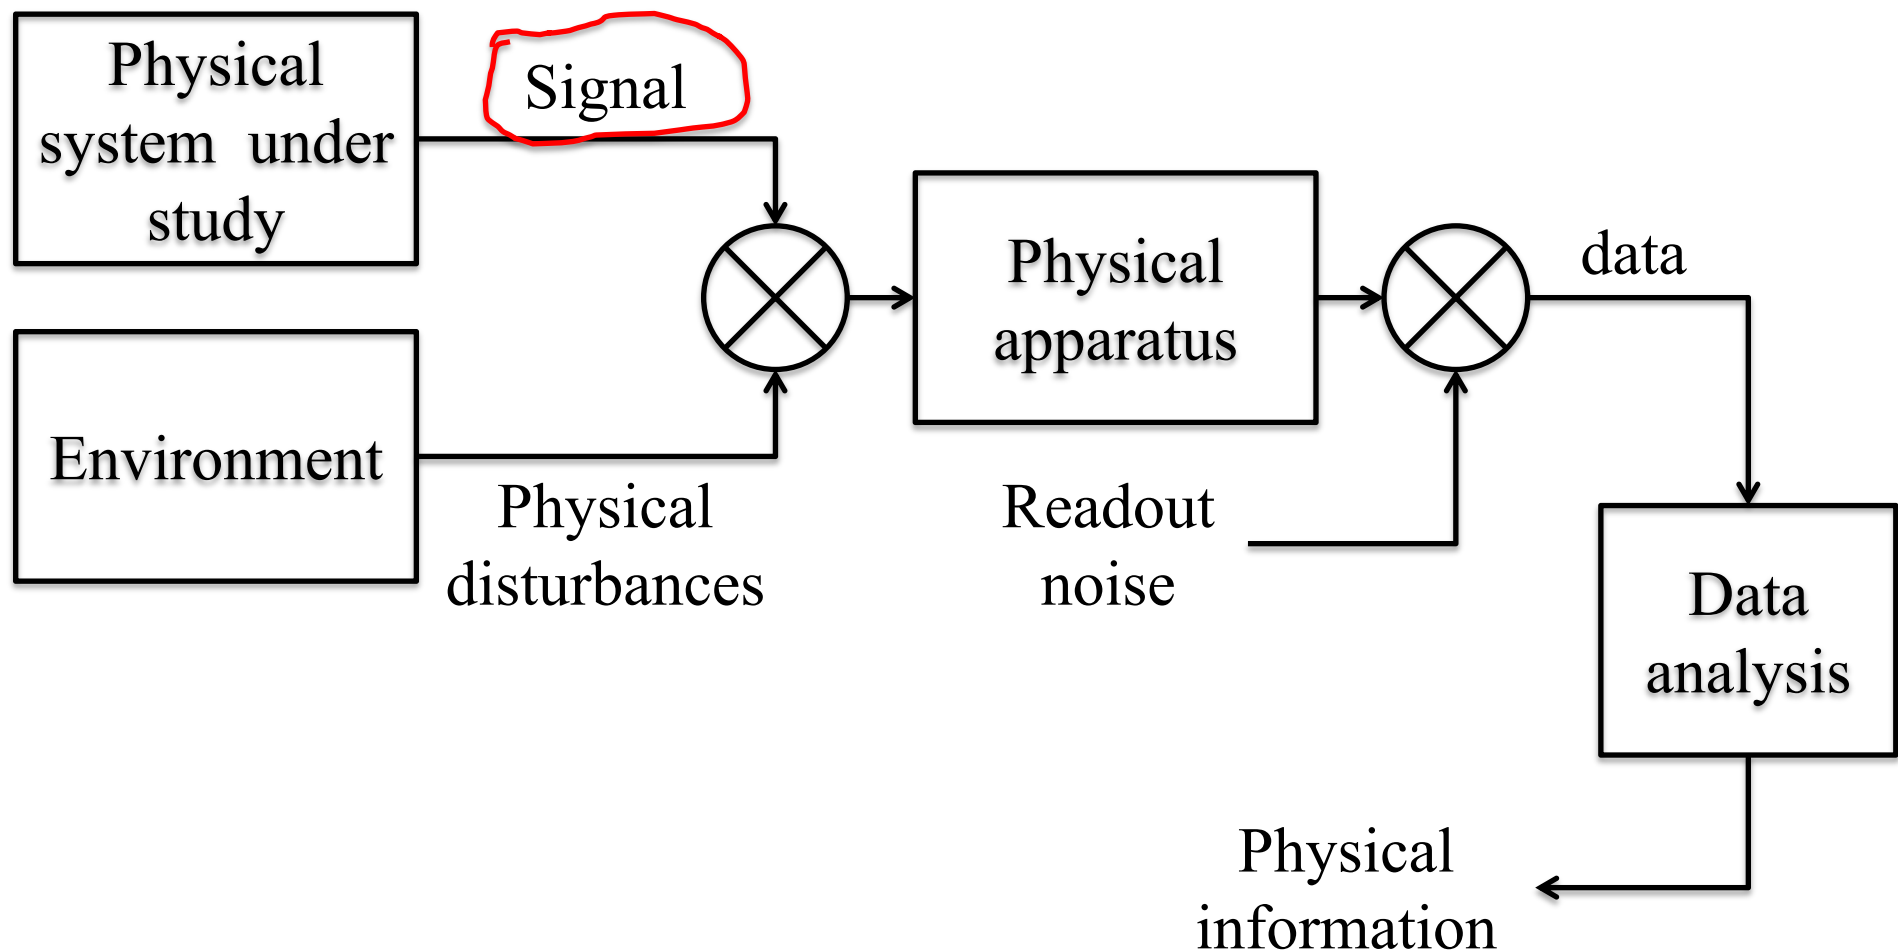 Physical
system under
study
Signal
Environment
Physical
disturbances
Physical
apparatus
Readout
noise
data
Data
analysis
Physical
information